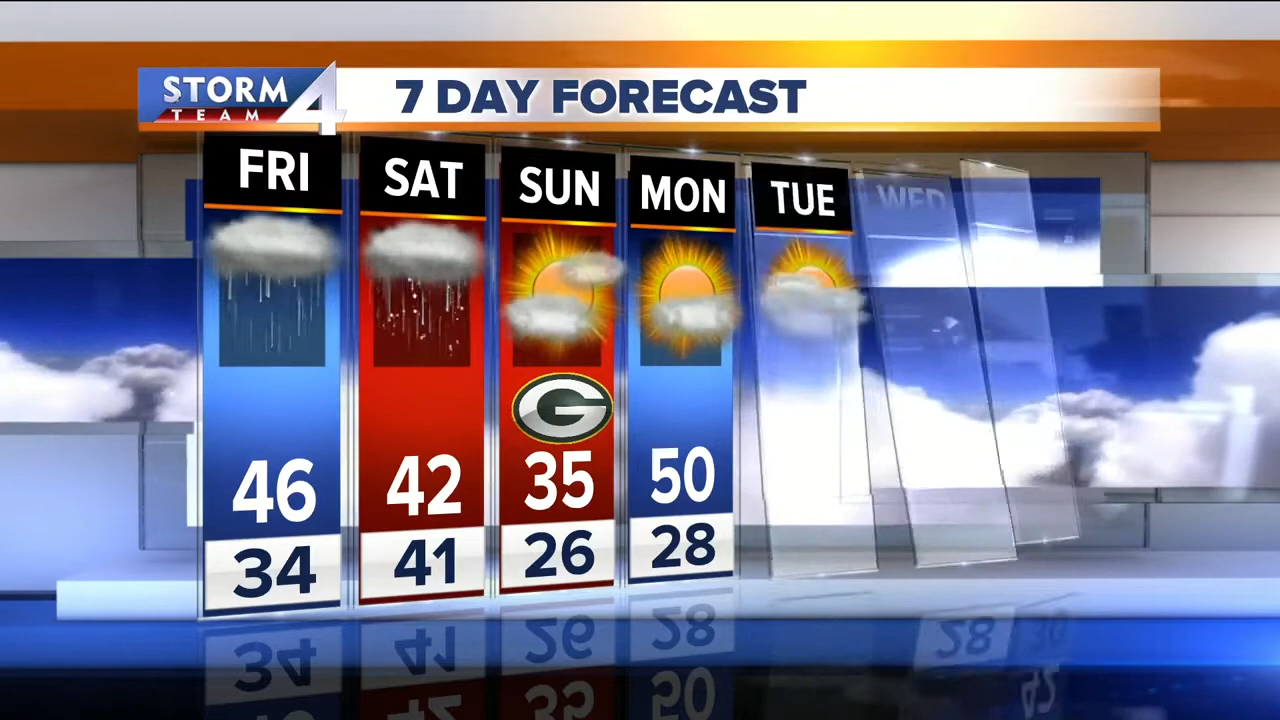 STORM
TEAM 4
7 DAY FORECAST
FRI
SAT
SUN
MON
TUE
WED
G
46
42
35
50
34
41
26
28